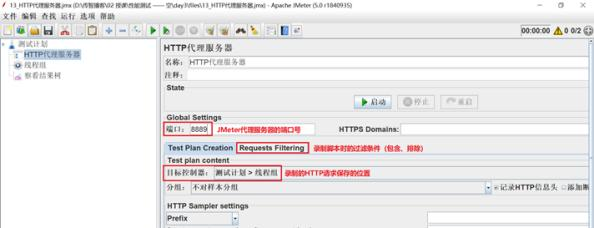 13_HTTP代理服务器.jmx (D:\传智播客\02 授课\性能测试 —— 空\day3\files\13_HTTP代理服务器.jmx) - Apache JMeter (5.0 r1840935)
文件 编辑 查找 运行 选项 帮助
00:00:00 0 0/2
测试计划
HTTP代理服务器
线程组
察看结果树
HTTP代理服务器
名称: HTTP代理服务器
注释:
State
启动 停止 重启
Global Settings
端口: 8889 JMeter代理服务器的端口号 HTTPS Domains:
Test Plan Creation Requests Filtering 录制脚本时的过滤条件（包含、排除）
Test plan content
目标控制器: 测试计划 > 线程组 录制的HTTP请求保存的位置
分组: 不对样本分组 记录HTTP信息头 添加断
HTTP Sampler settings
Prefix